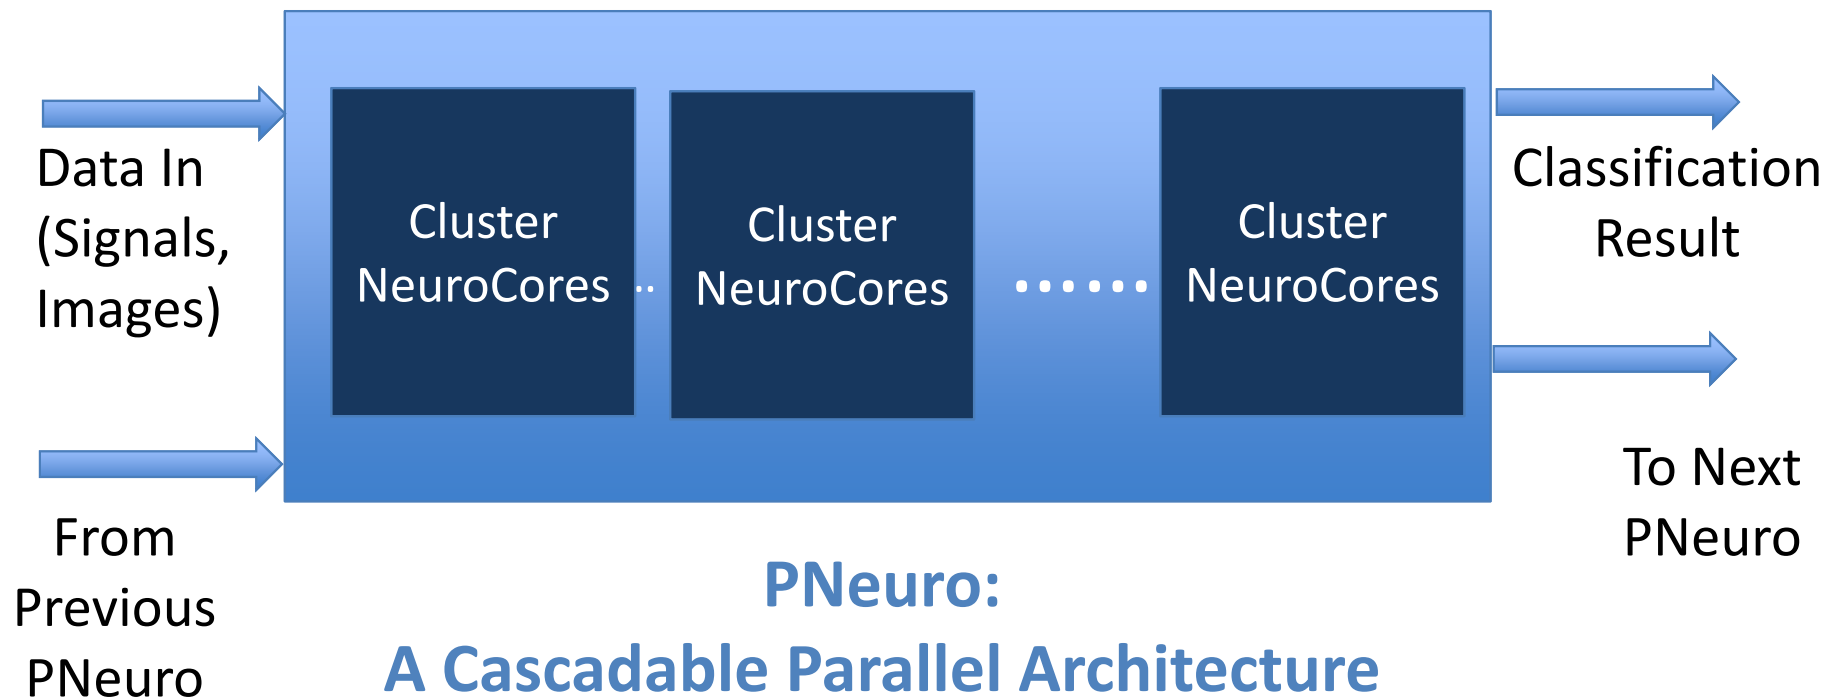 Data In
(Signals,
Images)
From
Previous
PNeuro
Cluster
NeuroCores
..
Cluster
NeuroCores
......
Cluster
NeuroCores
Classification
Result
To Next
PNeuro
PNeuro:
A Cascadable Parallel Architecture